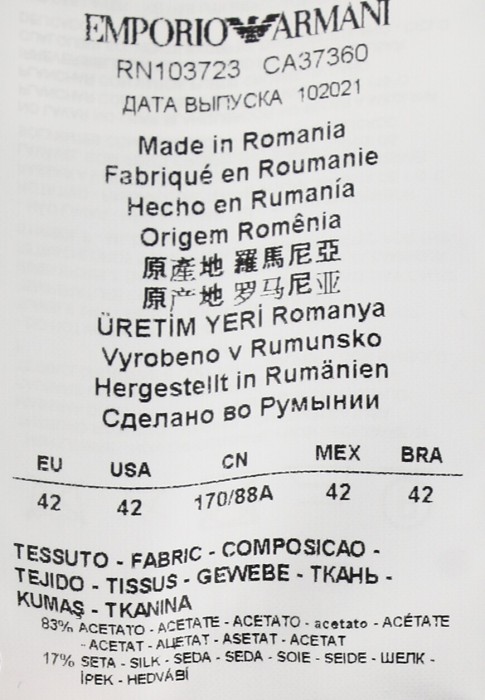 EMPORIO ARMANI
RN103723 CA37360
ДАТА ВЫПУСКА 102021
Made in Romania
Fabriqué en Roumanie
Hecho en Rumanía
Origem Romênia
原產地 羅馬尼亞
原产地 罗马尼亚
ÜRETİM YERİ Romanya
Vyrobeno v Rumunsko
Hergestellt in Rumänien
Сделано во Румынии
EU USA CN MEX BRA
42 42 170/88A 42 42
TESSUTO - FABRIC - COMPOSICAO -
TEJIDO - TISSUS - GEWEBE - ТКАНЬ -
KUMAŞ - TKANINA
83% ACETATO - ACETATE - ACETATO - acetato - ACÉTATE
- ACETAT - АЦЕТАТ - ASETAT - ACETAT
17% SETA - SILK - SEDA - SEDA - SOIE - SEIDE - ШЕЛК -
İPEK - HEDVÁBÍ